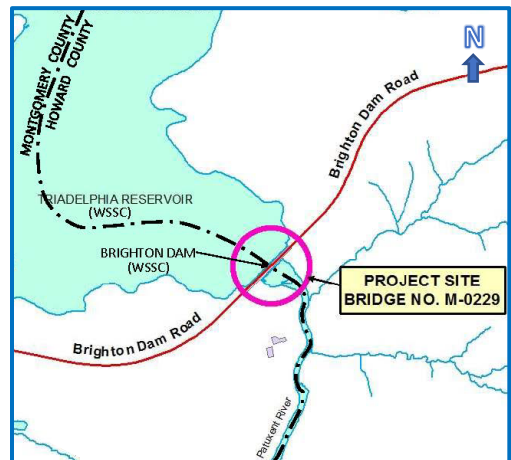 MONTGOMERY COUNTY
HOWARD COUNTY
N
Brighton Dam Road
TRIADELPHIA RESERVOIR
(WSSC)
BRIGHTON DAM
(WSSC)
PROJECT SITE
BRIDGE NO. M-0229
Brighton Dam Road
Patuxent River